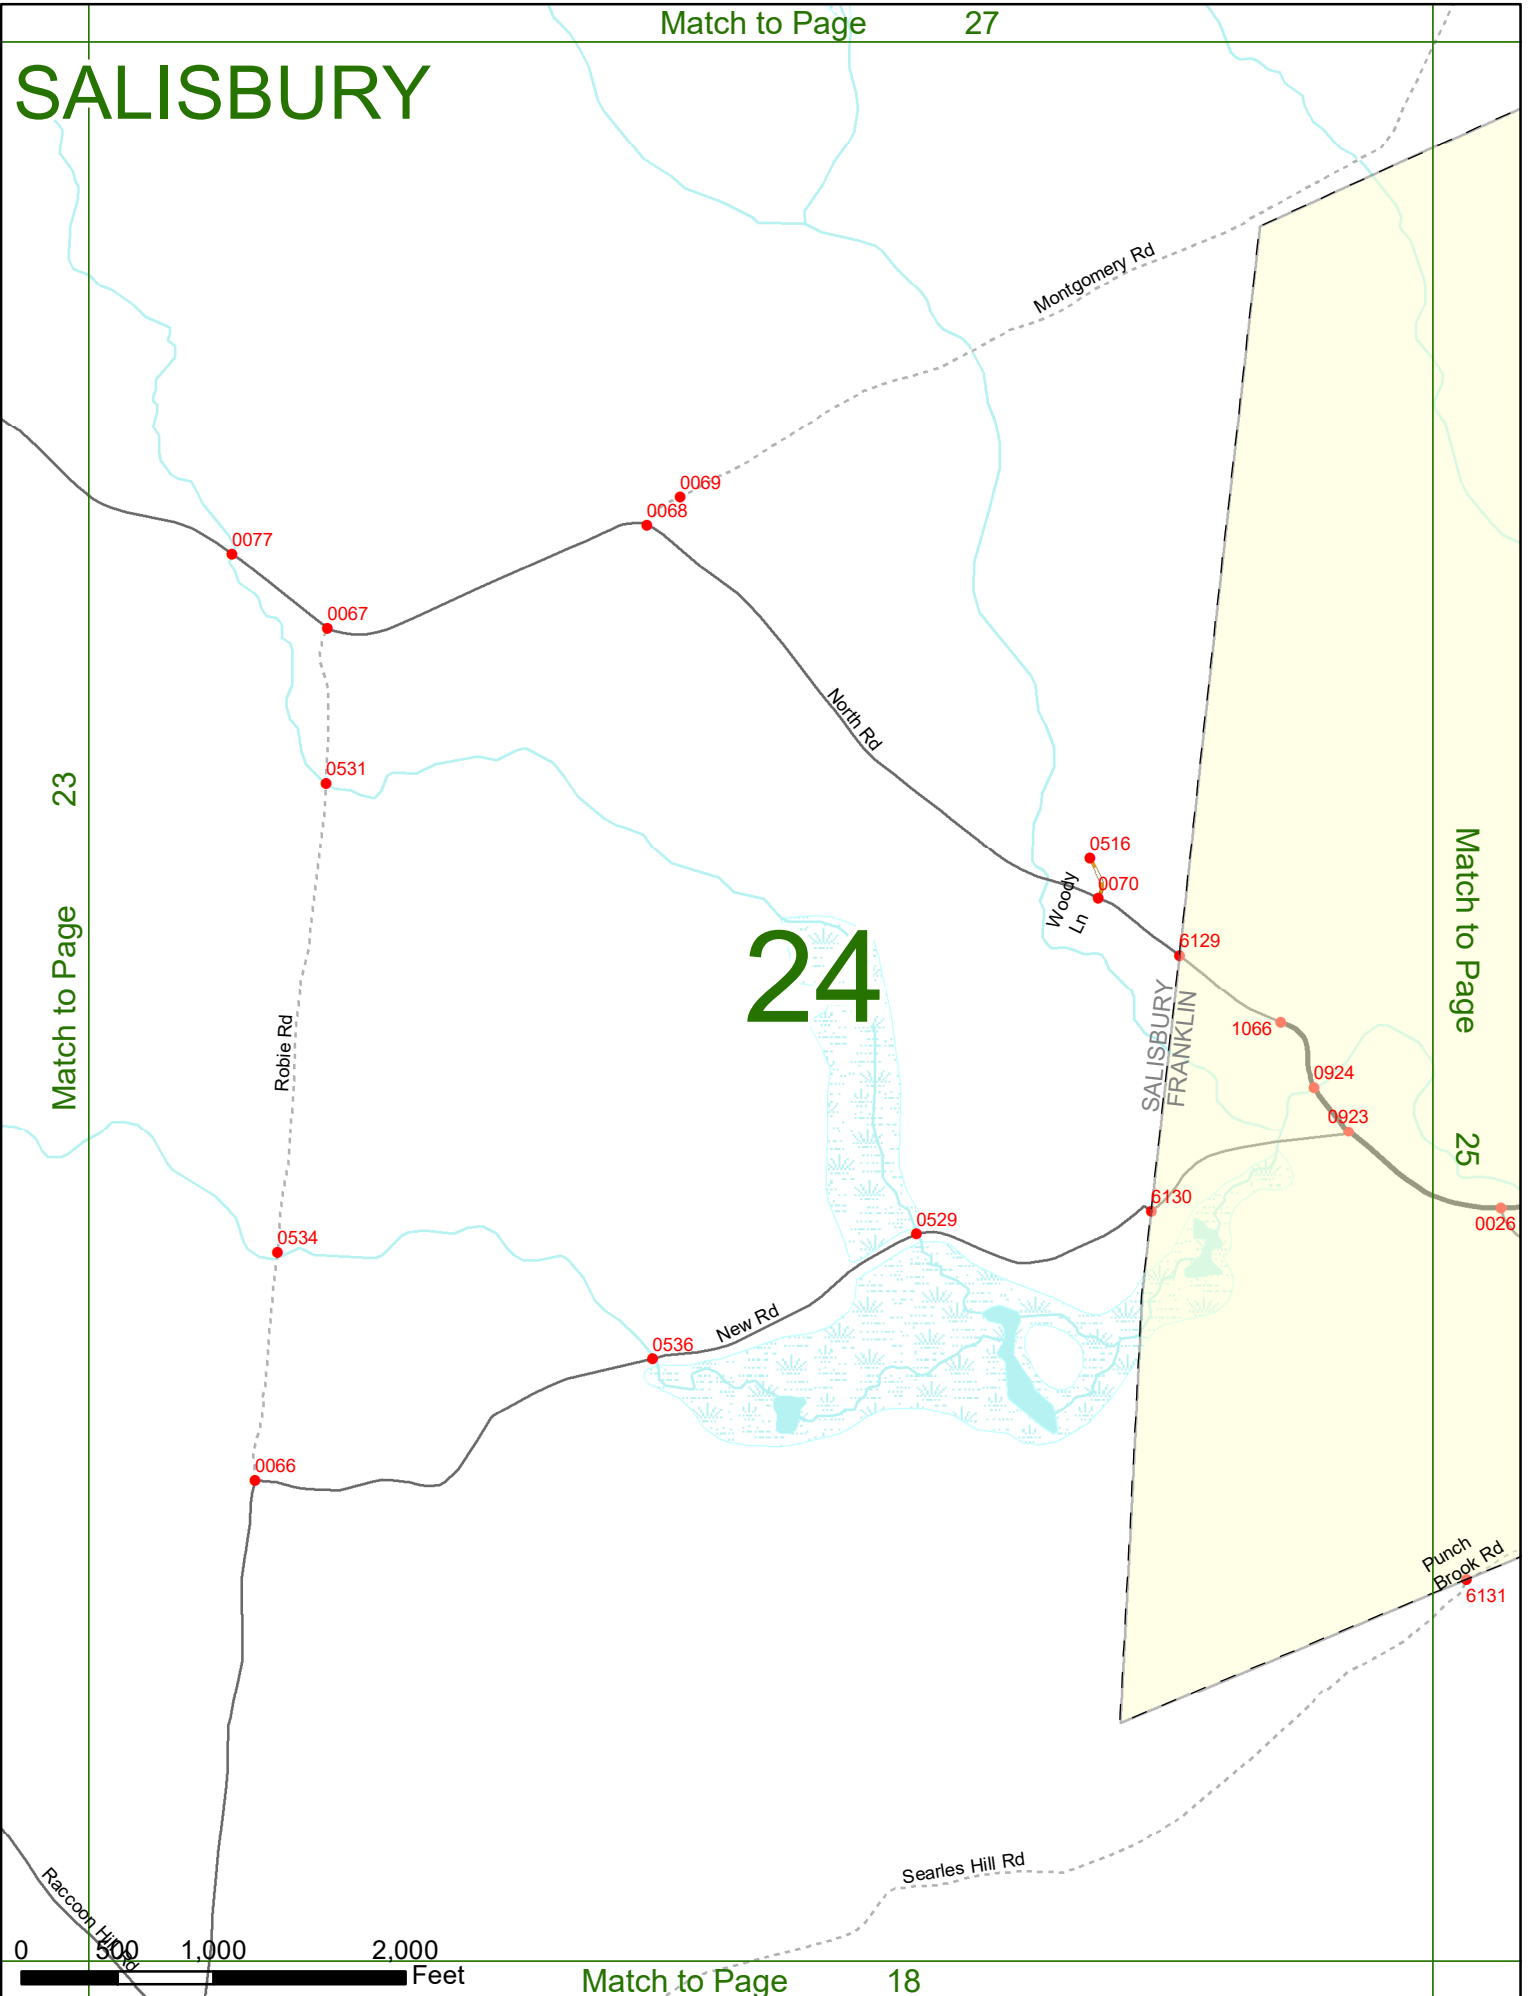 Match to Page 27
SALISBURY
Montgomery Rd
0069
0068
0077
0067
North Rd
0531
23
Match to Page
Match to Page
25
0516
0070
Woody
Ln
24
6129
SALISBURY
FRANKLIN
1066
0924
0923
Robie Rd
6130
0026
0529
0534
New Rd
0536
0066
Punch
Brook Rd
6131
Searles Hill Rd
Raccoon Hill Rd
0 500 1,000 2,000
Feet
Match to Page 18